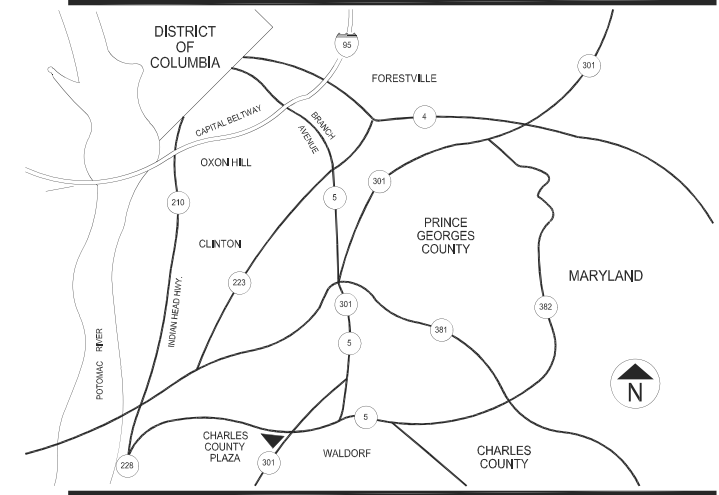 DISTRICT
OF
COLUMBIA
95
301
FORESTVILLE
CAPITAL BELTWAY
BRANCH
AVENUE
4
OXON HILL
301
210
5
PRINCE
GEORGES
COUNTY
CLINTON
MARYLAND
223
301
382
INDIAN HEAD HWY.
381
5
POTOMAC RIVER
N
5
CHARLES
COUNTY
PLAZA
301
WALDORF
CHARLES
COUNTY
228